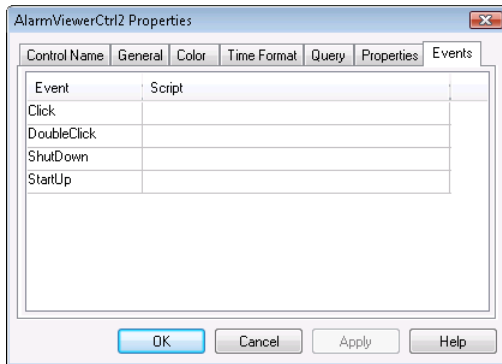 AlarmViewerCtrl2 Properties
Control Name General Color Time Format Query Properties Events
Event Script
Click
DoubleClick
ShutDown
StartUp
OK Cancel Apply Help